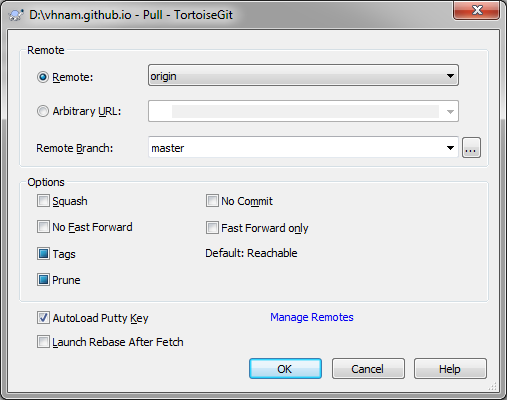 D:\vhnam.github.io - Pull - TortoiseGit
Remote
Remote: origin
Arbitrary URL:
Remote Branch: master ...
Options
Squash No Commit
No Fast Forward Fast Forward only
Tags Default: Reachable
Prune
AutoLoad Putty Key Manage Remotes
Launch Rebase After Fetch
OK Cancel Help